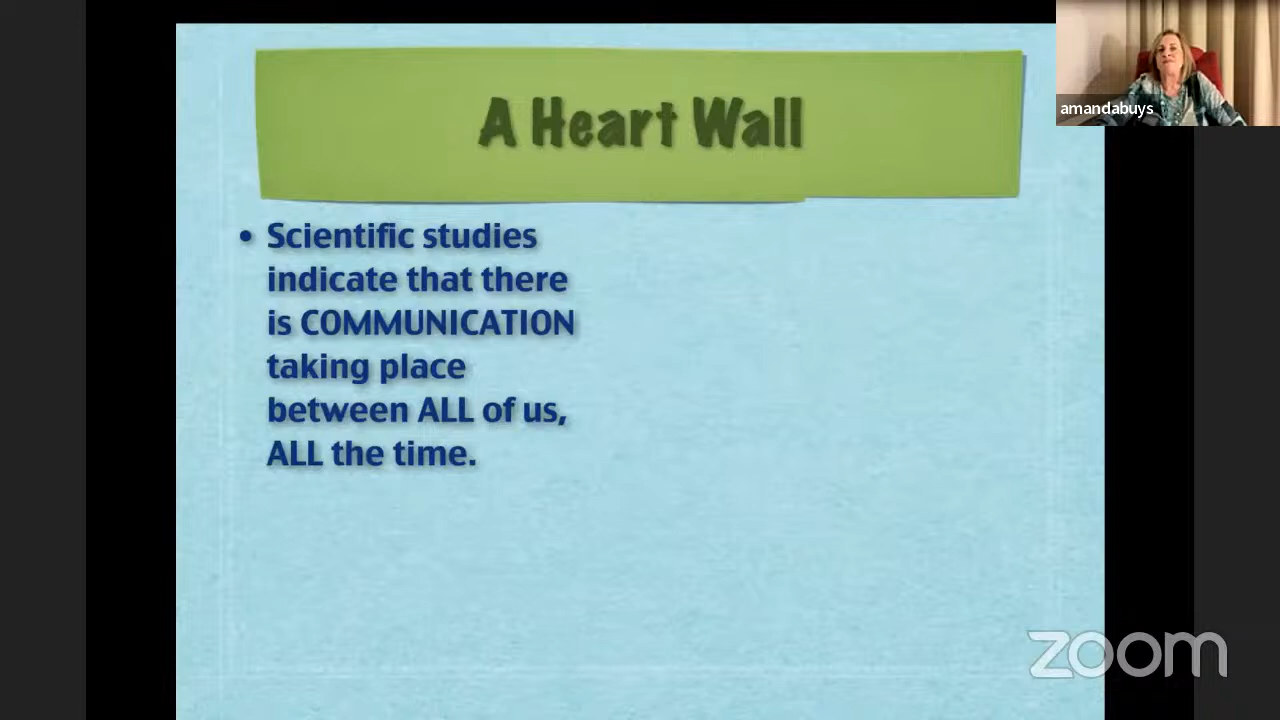 A Heart Wall
amandabuys
• Scientific studies
indicate that there
is COMMUNICATION
taking place
between ALL of us,
ALL the time.
zoom